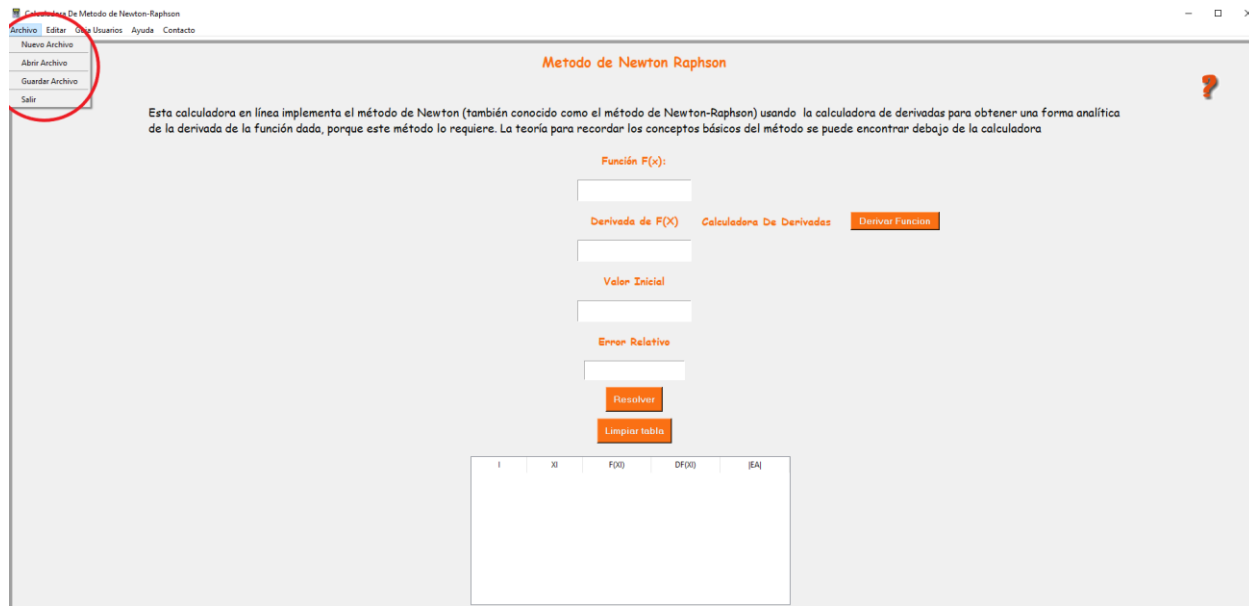 Calculadora De Metodo de Newton-Raphson
Archivo Editar Guia Usuarios Ayuda Contacto
Nuevo Archivo
Abrir Archivo
Guardar Archivo
Salir
Metodo de Newton Raphson
?
Esta calculadora en línea implementa el método de Newton (también conocido como el método de Newton-Raphson) usando la calculadora de derivadas para obtener una forma analítica
de la derivada de la función dada, porque este método lo requiere. La teoría para recordar los conceptos básicos del método se puede encontrar debajo de la calculadora
Función F(x):
Derivada de F(X) Calculadora De Derivadas Derivar Funcion
Valor Inicial
Error Relativo
Resolver
Limpiar tabla
I XI F(XI) DF(XI) |EA|